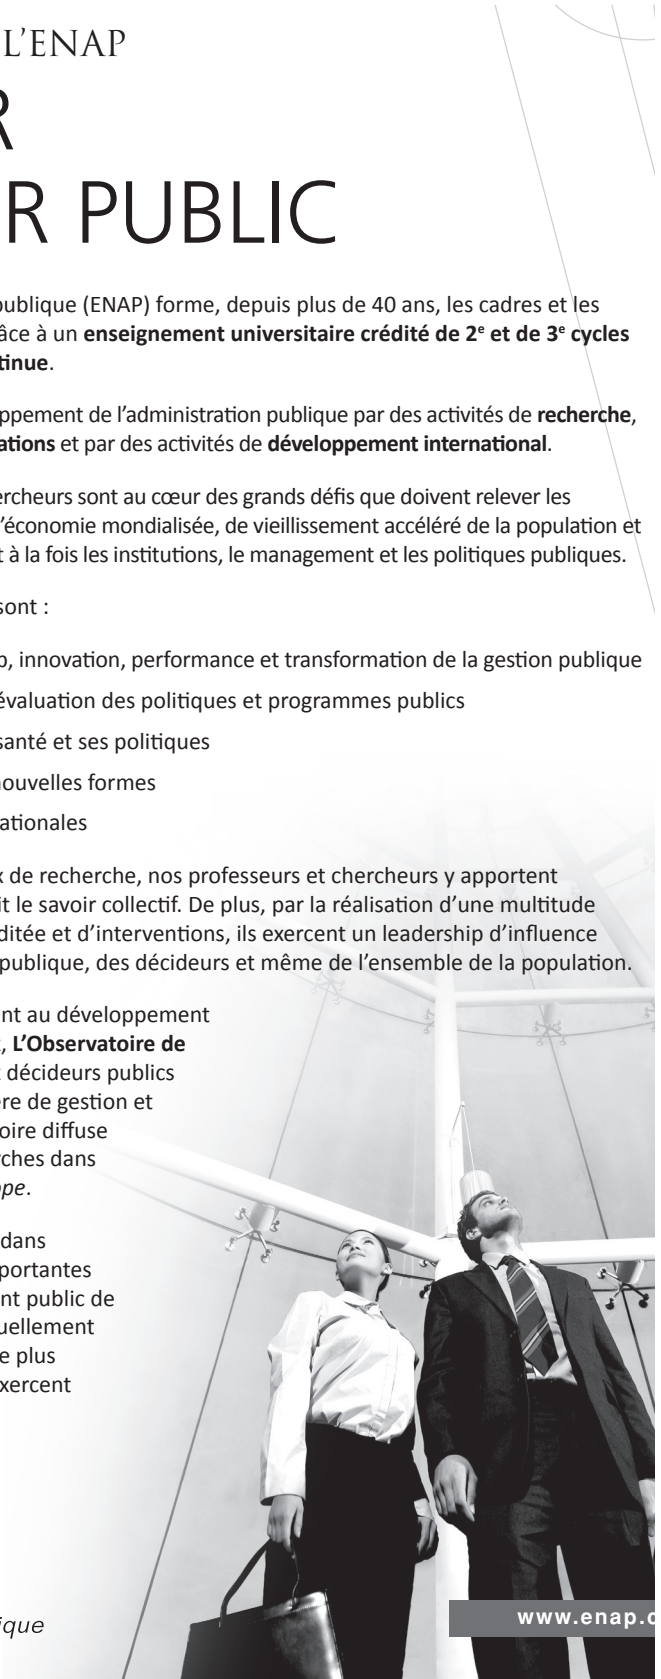 L’ENAP
R
R PUBLIC
publique (ENAP) forme, depuis plus de 40 ans, les cadres et les
âce à un enseignement universitaire crédité de 2e et de 3e cycles
tinue.
ppement de l’administration publique par des activités de recherche,
ations et par des activités de développement international.
ercheurs sont au cœur des grands défis que doivent relever les
l’économie mondialisée, de vieillissement accéléré de la population et
t à la fois les institutions, le management et les politiques publiques.
sont :
p, innovation, performance et transformation de la gestion publique
évaluation des politiques et programmes publics
santé et ses politiques
nouvelles formes
ationales
x de recherche, nos professeurs et chercheurs y apportent
it le savoir collectif. De plus, par la réalisation d’une multitude
ditée et d’interventions, ils exercent un leadership d’influence
publique, des décideurs et même de l’ensemble de la population.
nt au développement
, L’Observatoire de
décideurs publics
ère de gestion et
oire diffuse
ches dans
ope.
dans
portantes
nt public de
uellement
e plus
xercent
ique
www.enap.c